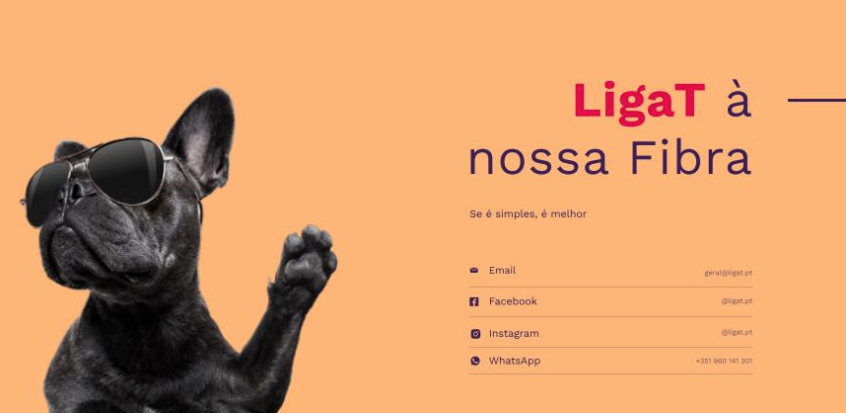 LigaT à
nossa Fibra
Se é simples, é melhor
Email geral@ligat.pt
Facebook @ligat.pt
Instagram @ligat.pt
WhatsApp +351 960 141 301